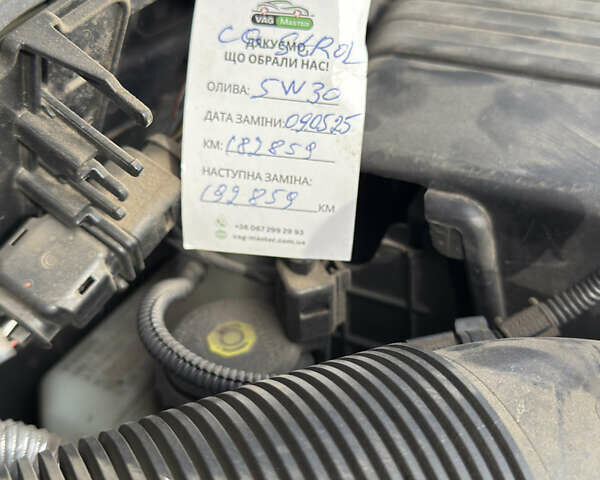 VAG Master
ДЯКУЄМО,
ЩО ОБРАЛИ НАС!
ОЛИВА: 5W30
ДАТА ЗАМІНИ: 090525
КМ: 182859
НАСТУПНА ЗАМІНА:
192859 КМ
+38 067 299 29 93
vag-master.com.ua